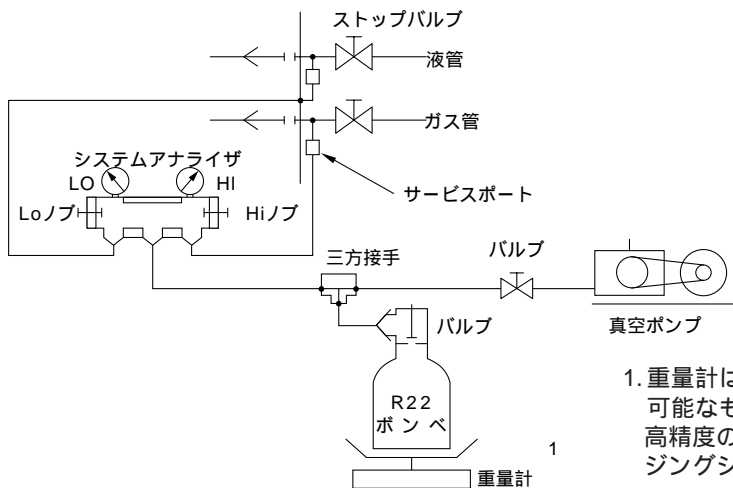 ストップバルブ
液管
ガス管
システムアナライザ
LO HI
Loノブ Hiノブ
サービスポート
三方接手
バルブ
バルブ
真空ポンプ
R22
ボンベ
1
重量計
1.重量計は
可能なも
高精度の
ジングシ